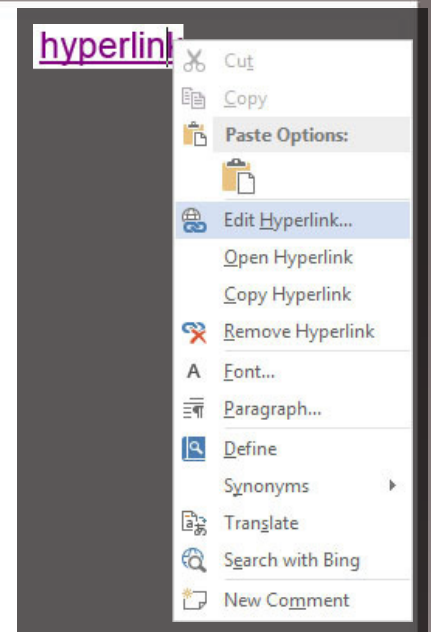 hyperlink
Cut
Copy
Paste Options:
Edit Hyperlink...
Open Hyperlink
Copy Hyperlink
Remove Hyperlink
A Font...
Paragraph...
Define
Synonyms
Translate
Search with Bing
New Comment